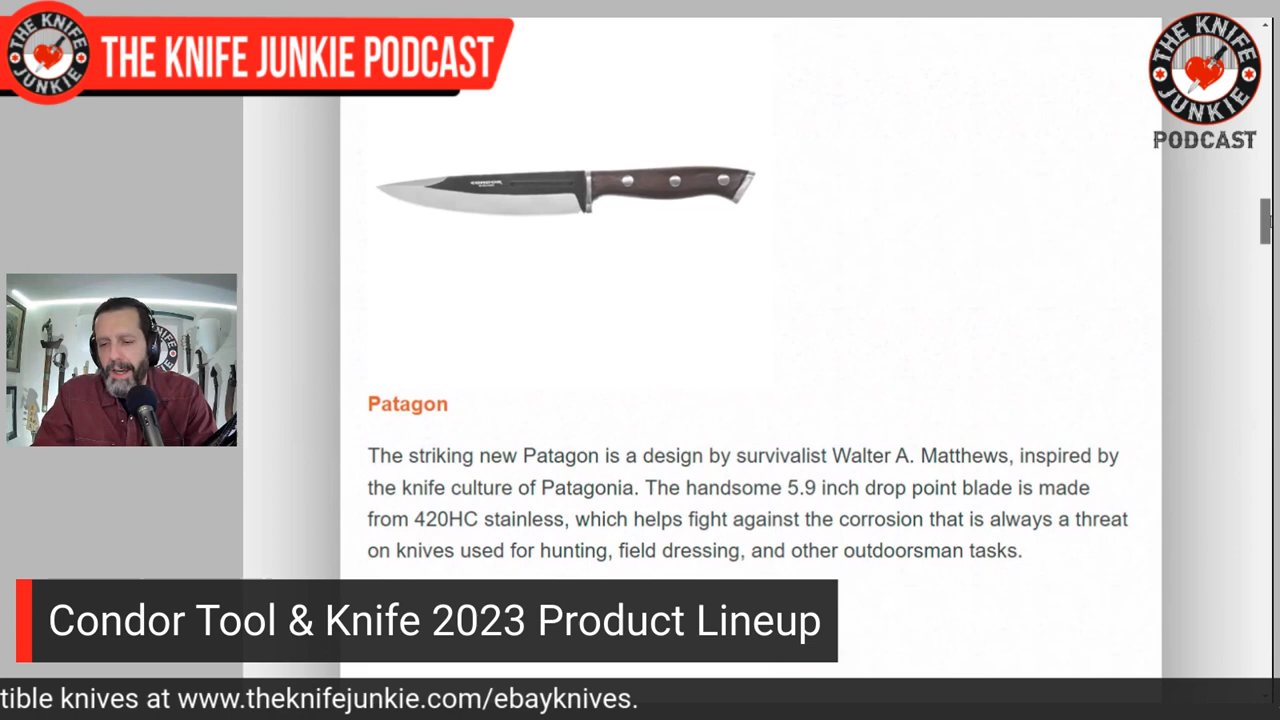 THE KNIFE JUNKIE
THE KNIFE JUNKIE PODCAST
THE KNIFE JUNKIE
PODCAST
Patagon
The striking new Patagon is a design by survivalist Walter A. Matthews, inspired by
the knife culture of Patagonia. The handsome 5.9 inch drop point blade is made
from 420HC stainless, which helps fight against the corrosion that is always a threat
on knives used for hunting, field dressing, and other outdoorsman tasks.
Condor Tool & Knife 2023 Product Lineup
tible knives at www.theknifejunkie.com/ebayknives.